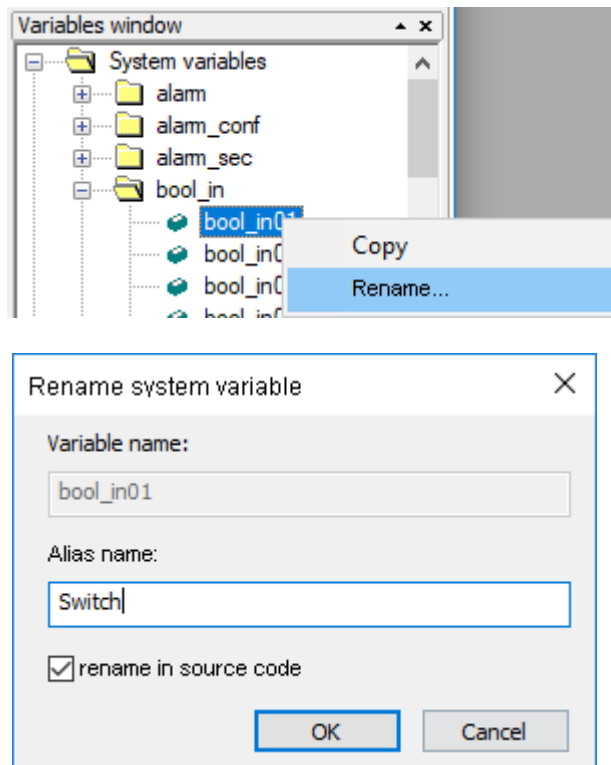 Variables window
System variables
alarm
alarm_conf
alarm_sec
bool_in
bool_in01
Copy
Rename...
Rename system variable
Variable name:
bool_in01
Alias name:
Switch
rename in source code
OK
Cancel